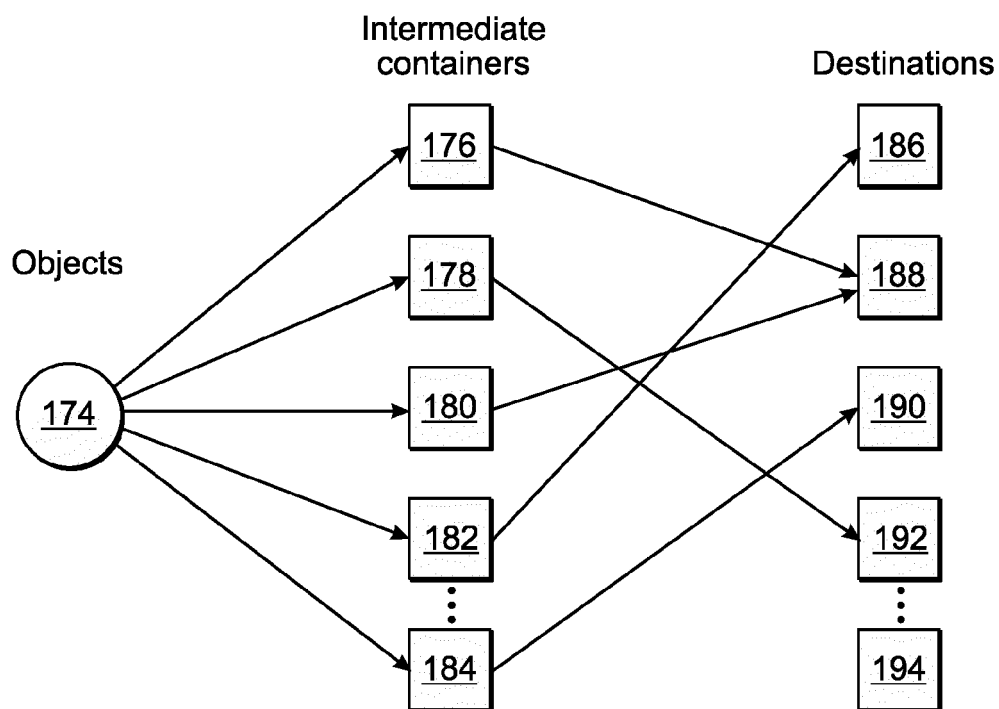 Intermediate
containers
Destinations
Objects
174
176
178
180
182
184
186
188
190
192
194